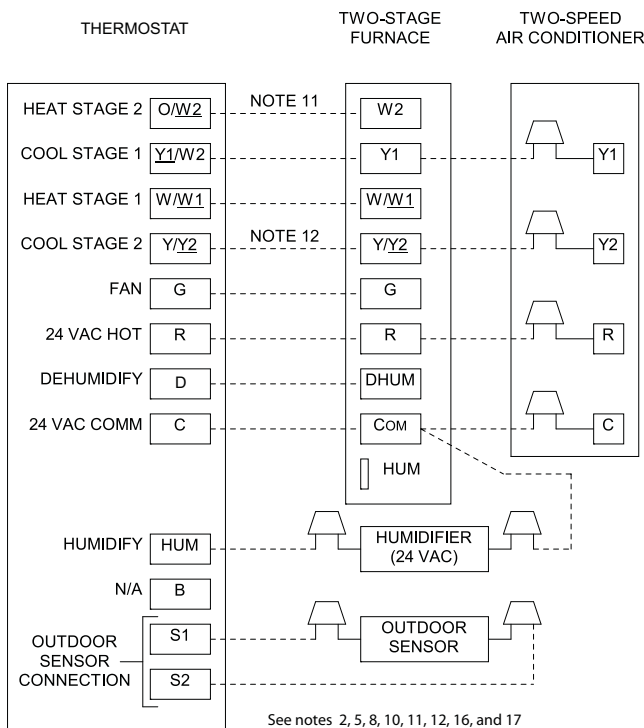 THERMOSTAT
TWO-STAGE
FURNACE
TWO-SPEED
AIR CONDITIONER
HEAT STAGE 2 O/W2 NOTE 11 W2
COOL STAGE 1 Y1/W2 Y1 Y1
HEAT STAGE 1 W/W1 W/W1
COOL STAGE 2 Y/Y2 NOTE 12 Y/Y2 Y2
FAN G G
24 VAC HOT R R R
DEHUMIDIFY D DHUM
24 VAC COMM C COM C
HUM
HUMIDIFY HUM HUMIDIFIER
(24 VAC)
N/A B
S1 OUTDOOR
SENSOR
OUTDOOR
SENSOR
CONNECTION
S2
See notes 2, 5, 8, 10, 11, 12, 16, and 17